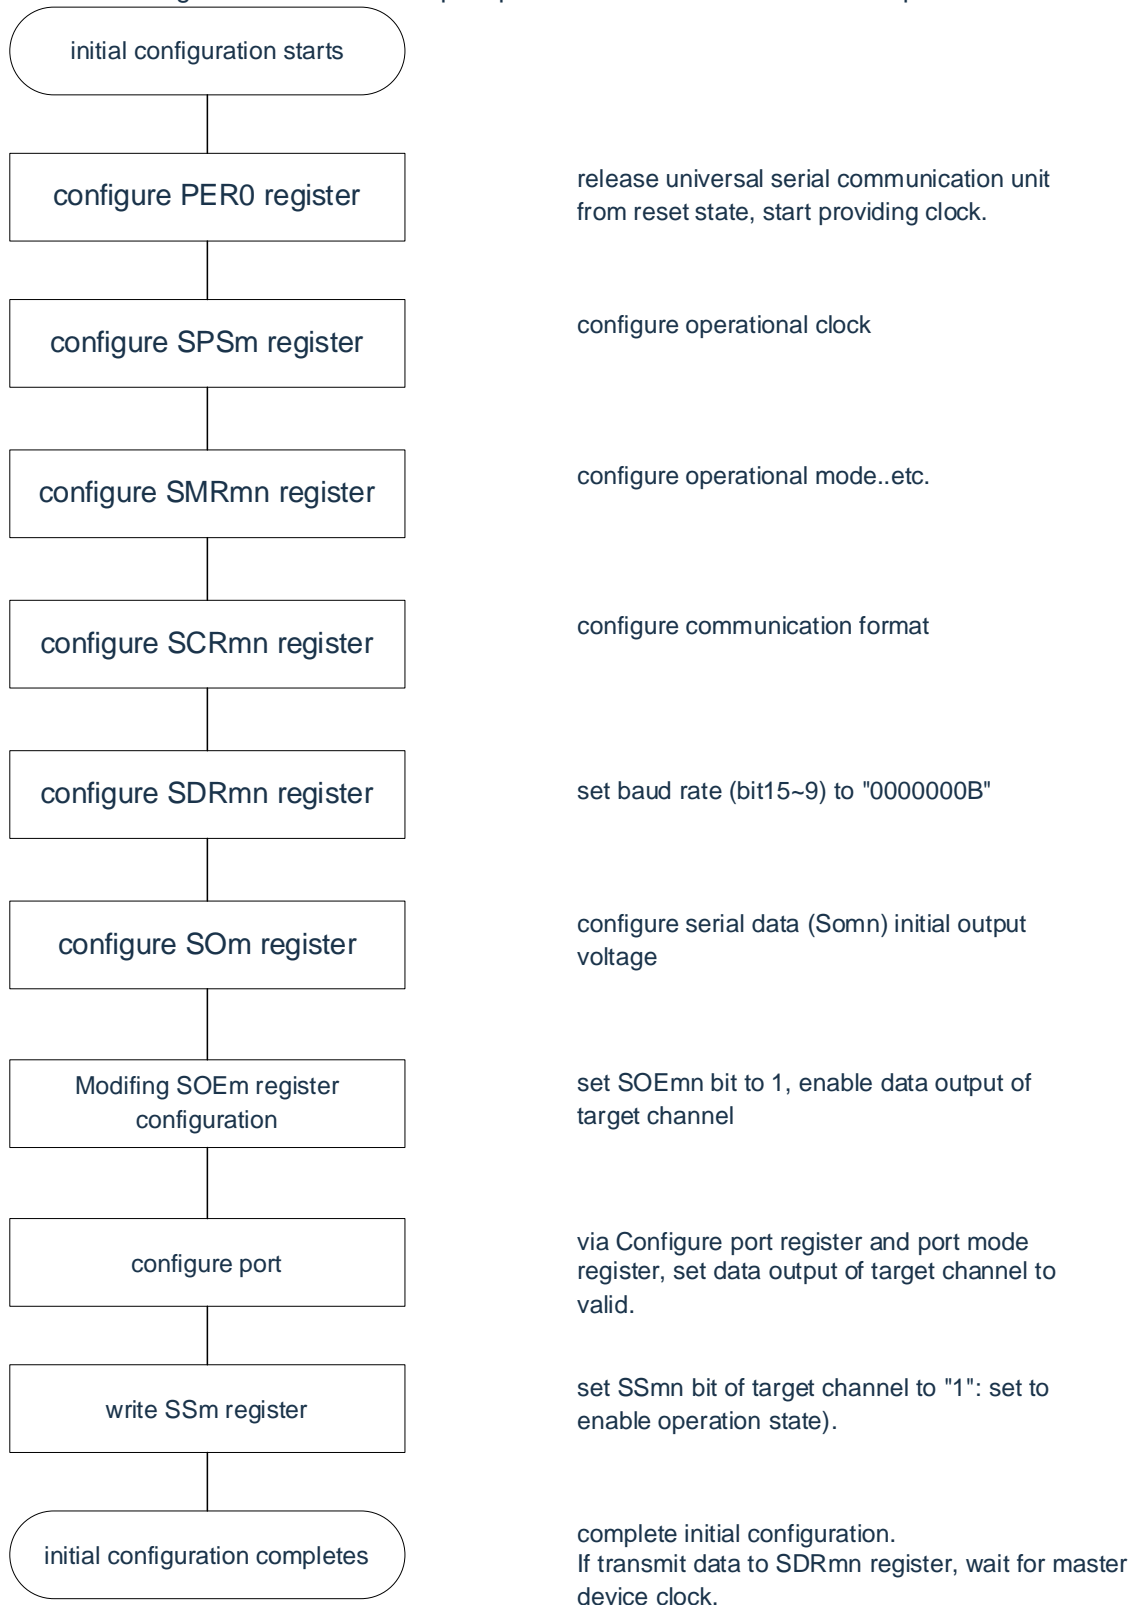 initial configuration starts
configure PER0 register
release universal serial communication unit
from reset state, start providing clock.
configure SPSm register
configure operational clock
configure SMRmn register
configure operational mode..etc.
configure SCRmn register
configure communication format
configure SDRmn register
set baud rate (bit15~9) to "0000000B"
configure SOm register
configure serial data (Somn) initial output
voltage
Modifing SOEm register
configuration
set SOEmn bit to 1, enable data output of
target channel
configure port
via Configure port register and port mode
register, set data output of target channel to
valid.
write SSm register
set SSmn bit of target channel to "1": set to
enable operation state).
initial configuration completes
complete initial configuration.
If transmit data to SDRmn register, wait for master
device clock.